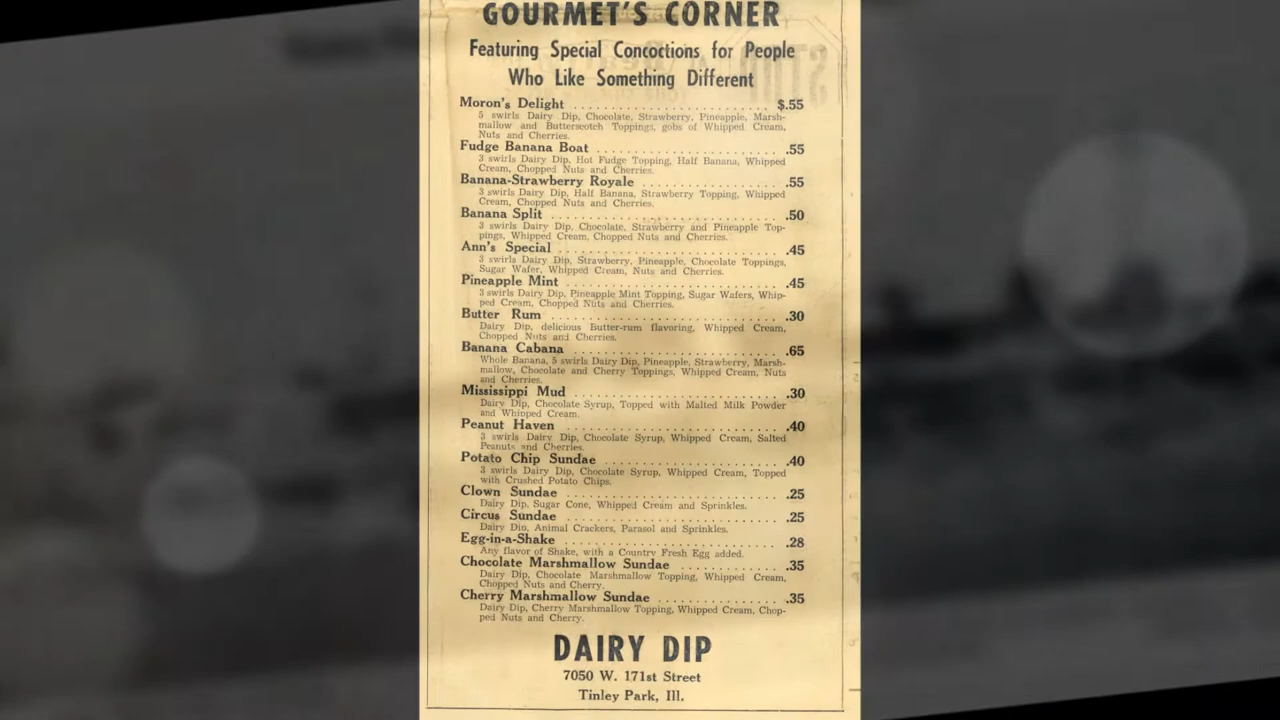 GOURMET'S CORNER
Featuring Special Concoctions for People
Who Like Something Different
Moron's Delight ........................ $.55
5 swirls Dairy Dip, Chocolate, Strawberry, Pineapple, Marsh-
mallow and Butterscotch Toppings, gobs of Whipped Cream,
Nuts and Cherries.
Fudge Banana Boat ........................ .55
3 swirls Dairy Dip, Hot Fudge Topping, Half Banana, Whipped
Cream, Chopped Nuts and Cherries.
Banana-Strawberry Royale ................. .55
3 swirls Dairy Dip, Half Banana, Strawberry Topping, Whipped
Cream, Chopped Nuts and Cherries.
Banana Split ............................. .50
3 swirls Dairy Dip, Chocolate, Strawberry and Pineapple Top-
pings, Whipped Cream, Chopped Nuts and Cherries.
Ann's Special ............................ .45
3 swirls Dairy Dip, Strawberry, Pineapple, Chocolate Toppings,
Sugar Wafer, Whipped Cream, Nuts and Cherries.
Pineapple Mint ........................... .45
3 swirls Dairy Dip, Pineapple Mint Topping, Sugar Wafers, Whip-
ped Cream, Chopped Nuts and Cherries.
Butter Rum ............................... .30
Dairy Dip, delicious Butter-rum flavoring, Whipped Cream,
Chopped Nuts and Cherries.
Banana Cabana ............................ .65
Whole Banana, 5 swirls Dairy Dip, Pineapple, Strawberry, Marsh-
mallow, Chocolate and Cherry Toppings, Whipped Cream, Nuts
and Cherries.
Mississippi Mud .......................... .30
Dairy Dip, Chocolate Syrup, Topped with Malted Milk Powder
and Whipped Cream.
Peanut Haven ............................. .40
3 swirls Dairy Dip, Chocolate Syrup, Whipped Cream, Salted
Peanuts and Cherries.
Potato Chip Sundae ....................... .40
3 swirls Dairy Dip, Chocolate Syrup, Whipped Cream, Topped
with Crushed Potato Chips.
Clown Sundae ............................. .25
Dairy Dip, Sugar Cone, Whipped Cream and Sprinkles.
Circus Sundae ............................ .25
Dairy Dip, Animal Crackers, Parasol and Sprinkles.
Egg-in-a-Shake ........................... .28
Any flavor of Shake, with a Country Fresh Egg added.
Chocolate Marshmallow Sundae ............. .35
Dairy Dip, Chocolate Marshmallow Topping, Whipped Cream,
Chopped Nuts and Cherry.
Cherry Marshmallow Sundae ................ .35
Dairy Dip, Cherry Marshmallow Topping, Whipped Cream, Chop-
ped Nuts and Cherry.
DAIRY DIP
7050 W. 171st Street
Tinley Park, Ill.